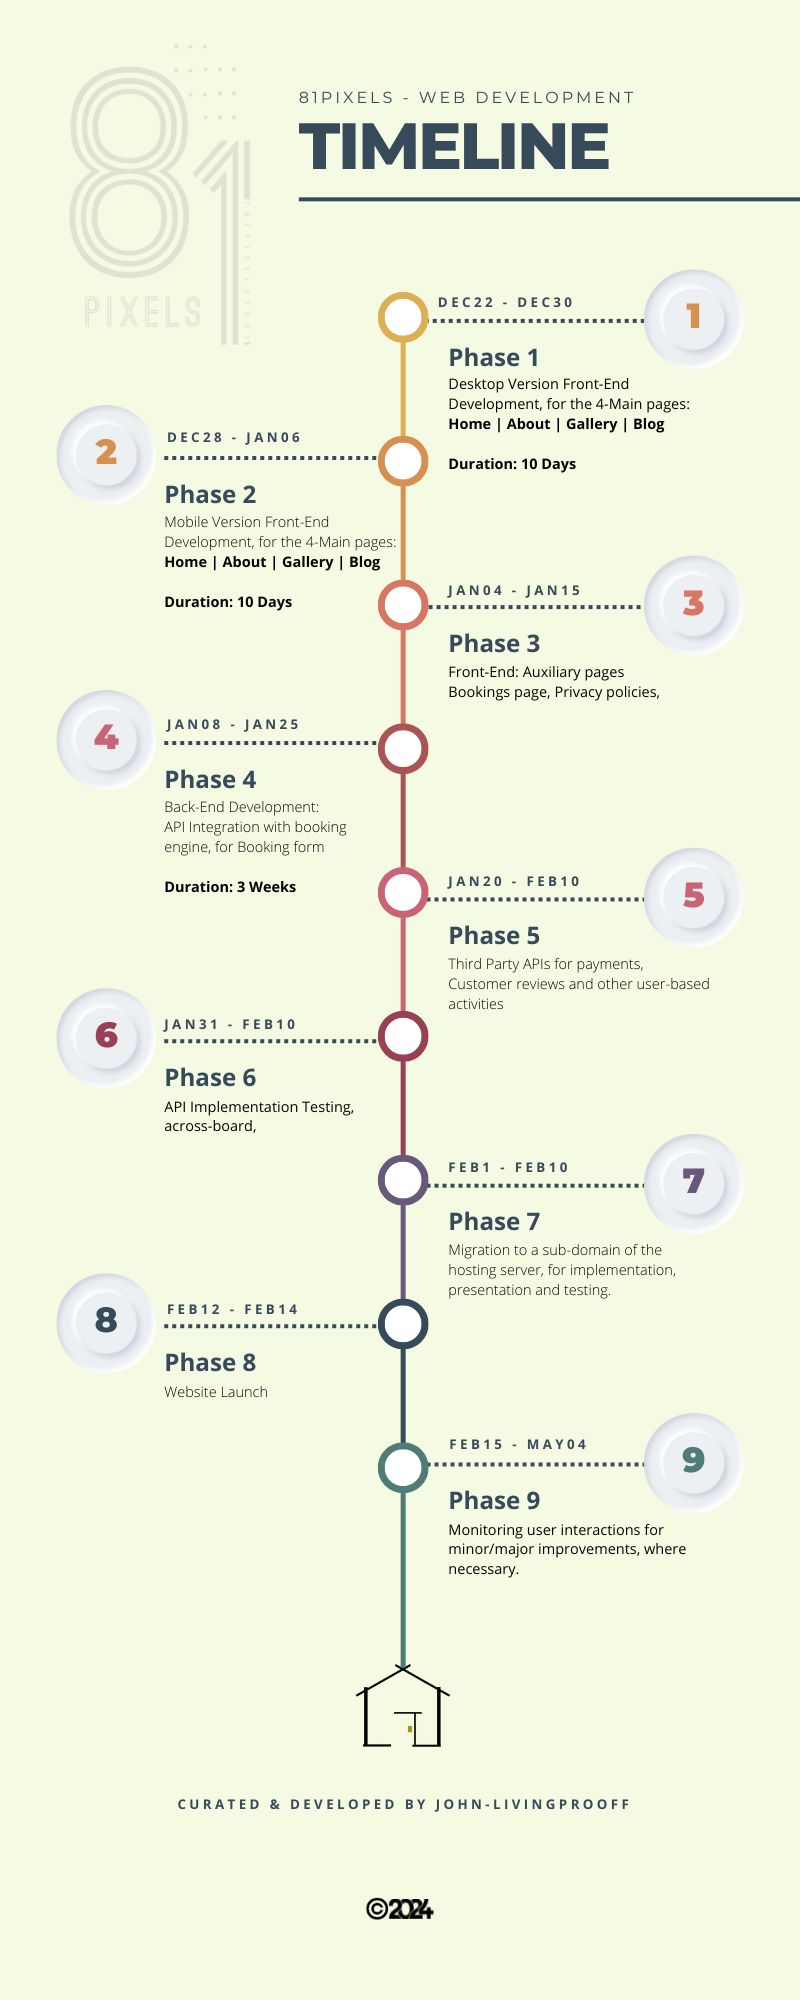 81
PIXELS
81PIXELS - WEB DEVELOPMENT
TIMELINE
DEC22 - DEC30
1
Phase 1
Desktop Version Front-End
Development, for the 4-Main pages:
Home | About | Gallery | Blog
Duration: 10 Days
2
DEC28 - JAN06
Phase 2
Mobile Version Front-End
Development, for the 4-Main pages:
Home | About | Gallery | Blog
Duration: 10 Days
JAN04 - JAN15
3
Phase 3
Front-End: Auxiliary pages
Bookings page, Privacy policies,
4
JAN08 - JAN25
Phase 4
Back-End Development:
API Integration with booking
engine, for Booking form
Duration: 3 Weeks
JAN20 - FEB10
5
Phase 5
Third Party APIs for payments,
Customer reviews and other user-based
activities
6
JAN31 - FEB10
Phase 6
API Implementation Testing,
across-board,
FEB1 - FEB10
7
Phase 7
Migration to a sub-domain of the
hosting server, for implementation,
presentation and testing.
8
FEB12 - FEB14
Phase 8
Website Launch
FEB15 - MAY04
9
Phase 9
Monitoring user interactions for
minor/major improvements, where
necessary.
CURATED & DEVELOPED BY JOHN-LIVINGPROOFF
©2024